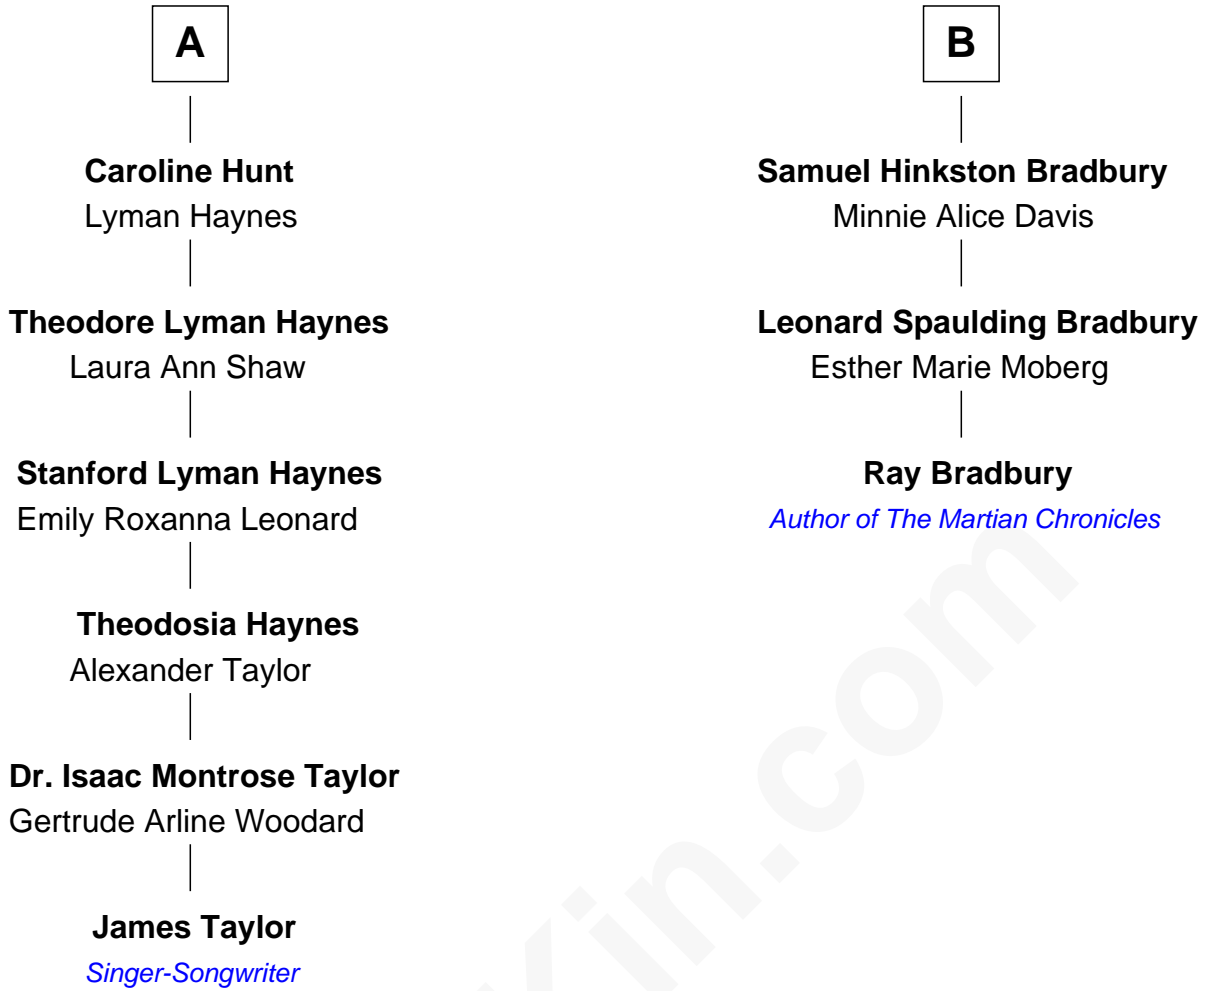 A
Caroline Hunt
Lyman Haynes
Theodore Lyman Haynes
Laura Ann Shaw
Stanford Lyman Haynes
Emily Roxanna Leonard
Theodosia Haynes
Alexander Taylor
Dr. Isaac Montrose Taylor
Gertrude Arline Woodard
James Taylor
Singer-Songwriter
B
Samuel Hinkston Bradbury
Minnie Alice Davis
Leonard Spaulding Bradbury
Esther Marie Moberg
Ray Bradbury
Author of The Martian Chronicles
Kin.com